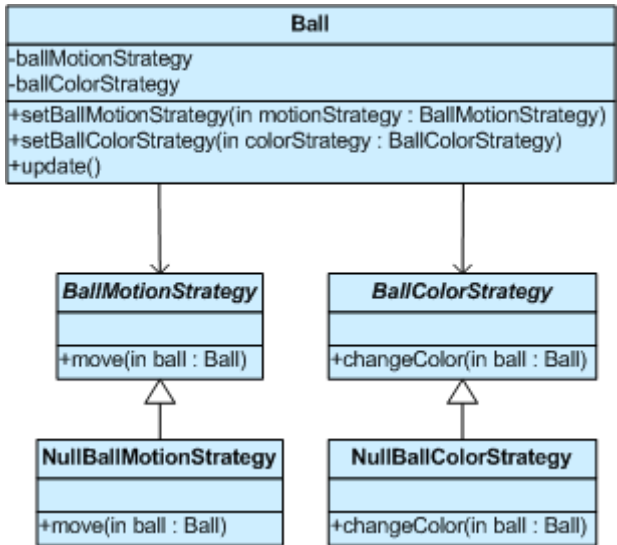 Ball
-ballMotionStrategy
-ballColorStrategy
+setBallMotionStrategy(in motionStrategy : BallMotionStrategy)
+setBallColorStrategy(in colorStrategy : BallColorStrategy)
+update()
BallMotionStrategy
+move(in ball : Ball)
BallColorStrategy
+changeColor(in ball : Ball)
NullBallMotionStrategy
+move(in ball : Ball)
NullBallColorStrategy
+changeColor(in ball : Ball)